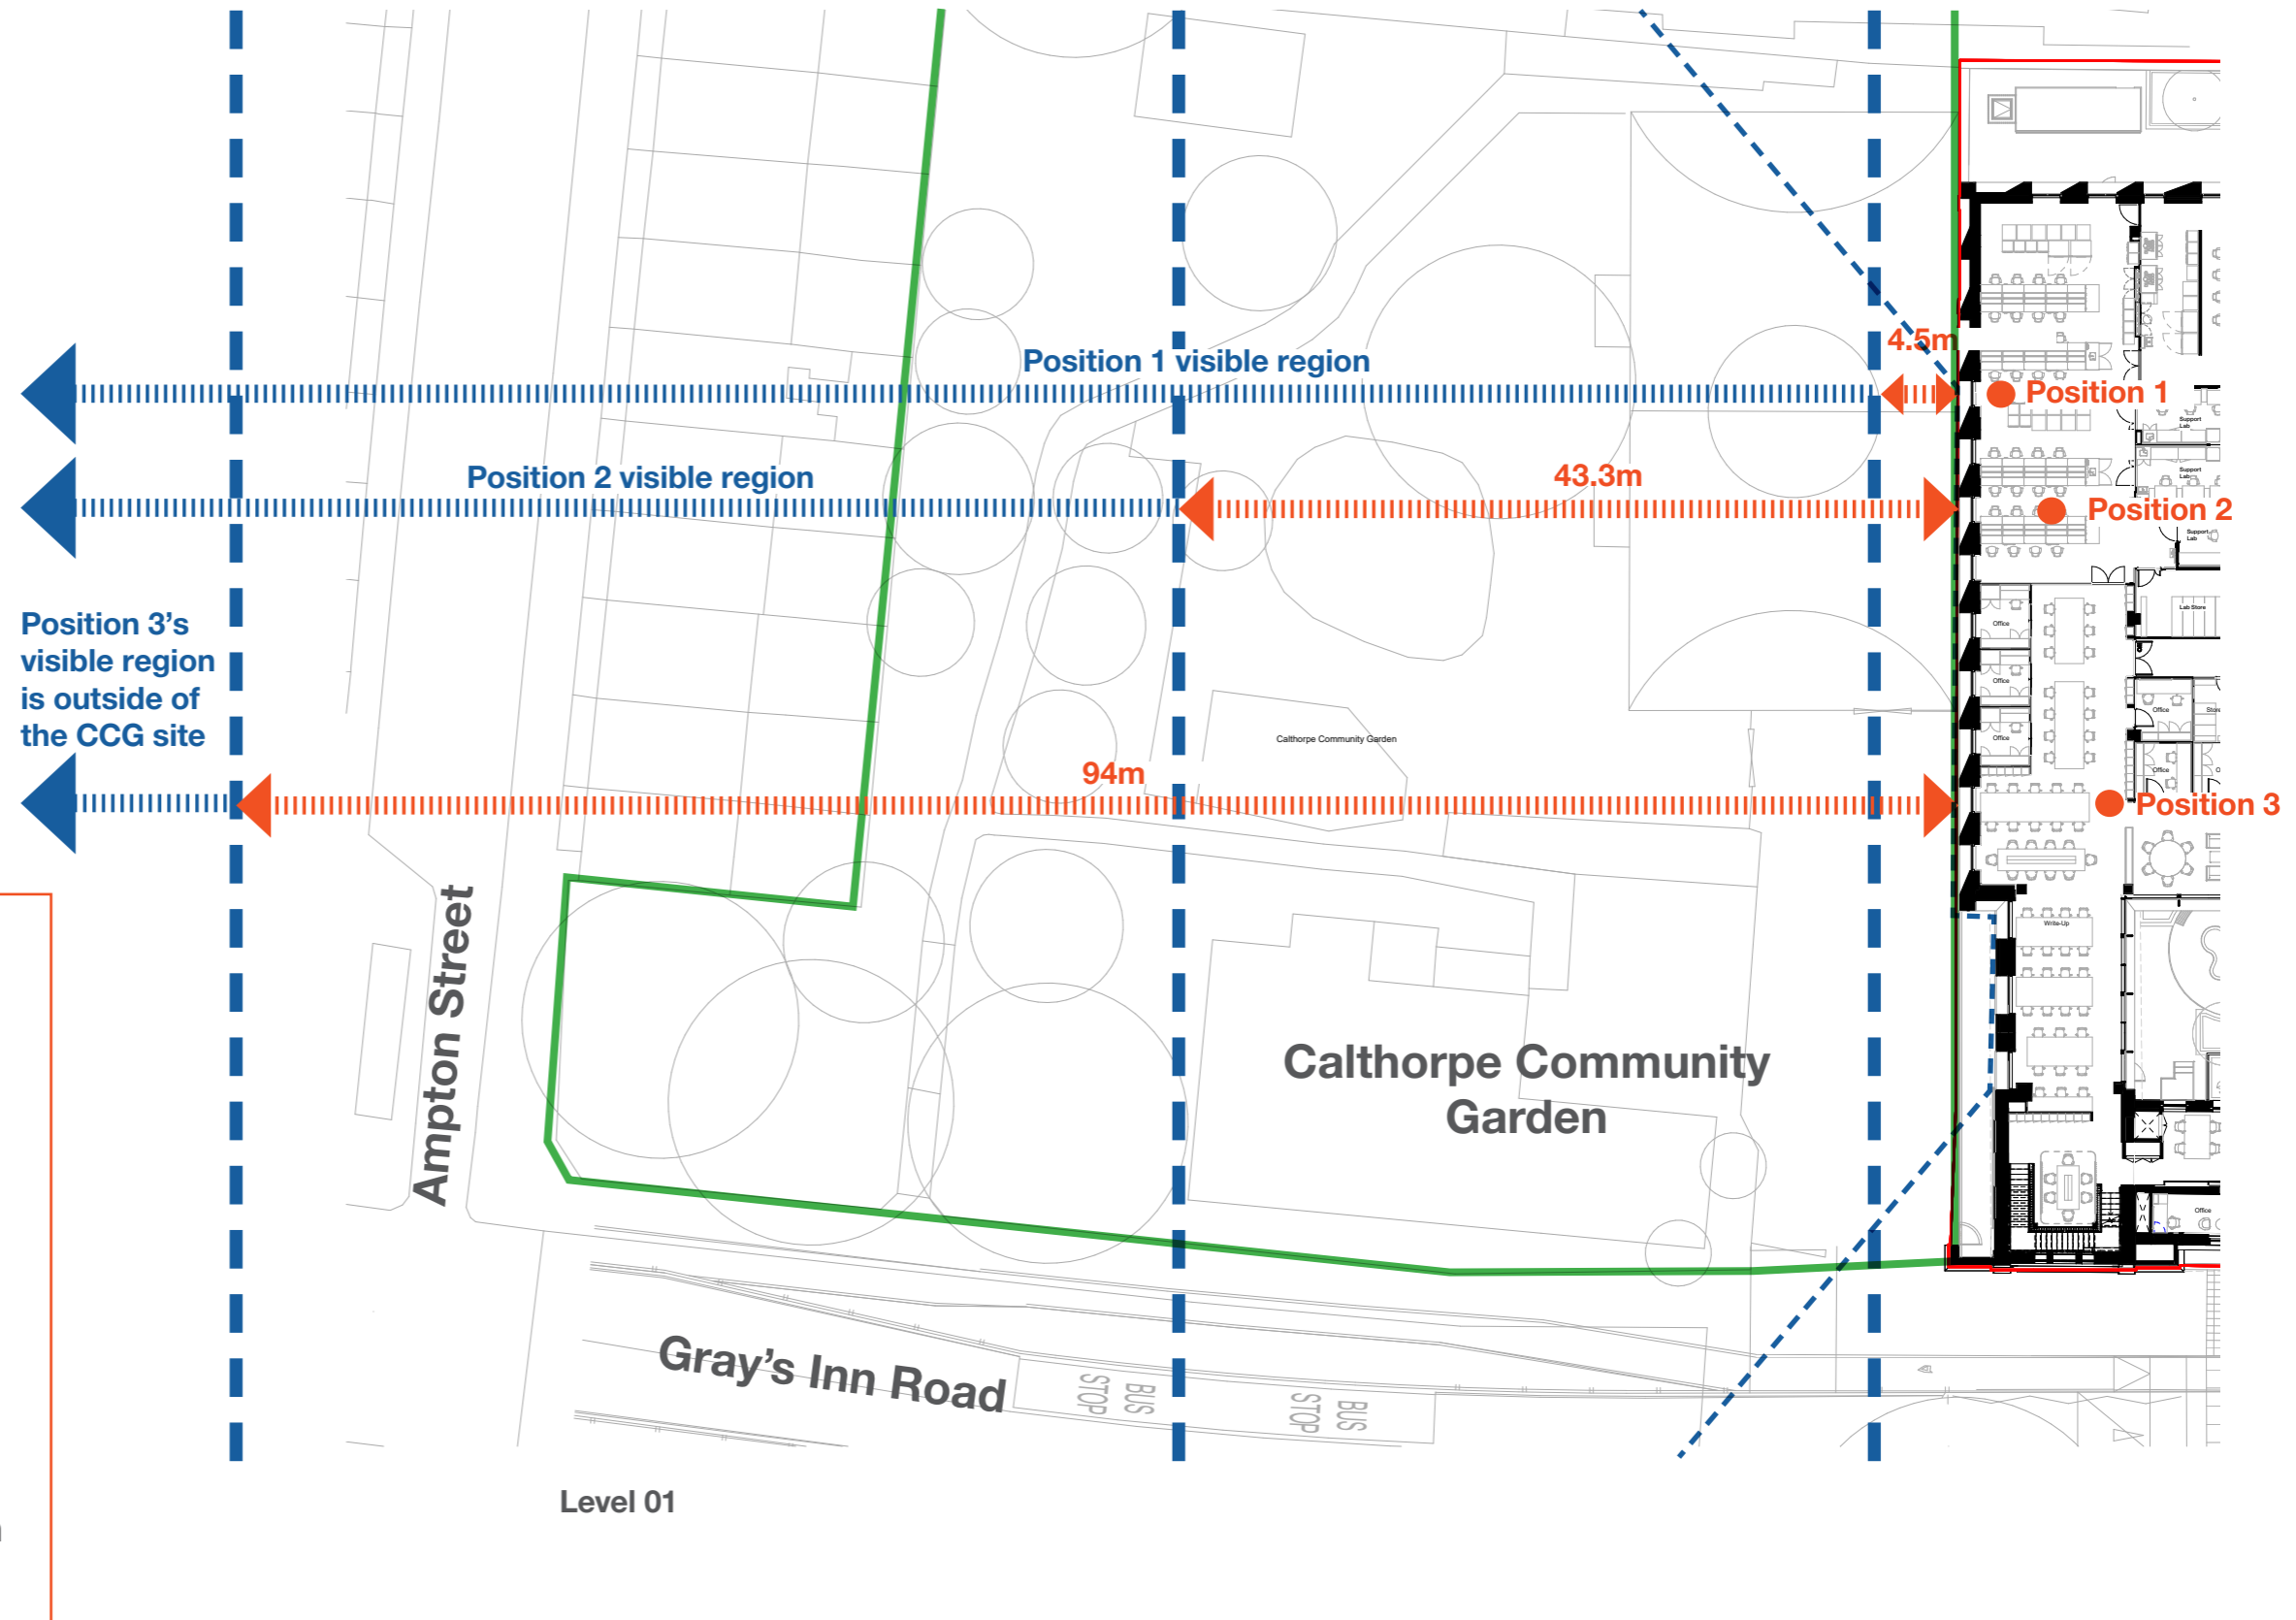 4.5m
Position 1 visible region
Position 1
Support
Lab
Position 2 visible region
43.3m
Support
Lab
Position 2
Support
Lab
Lab Store
Position 3's
visible region
is outside of
the CCG site
Office
Office
Office
Office
Store
Calthorpe Community Garden
94m
Office
Position 3
Ampton Street
Write-Up
Calthorpe Community
Garden
Office
Gray's Inn Road
BUS
STOP
BUS
STOP
Level 01